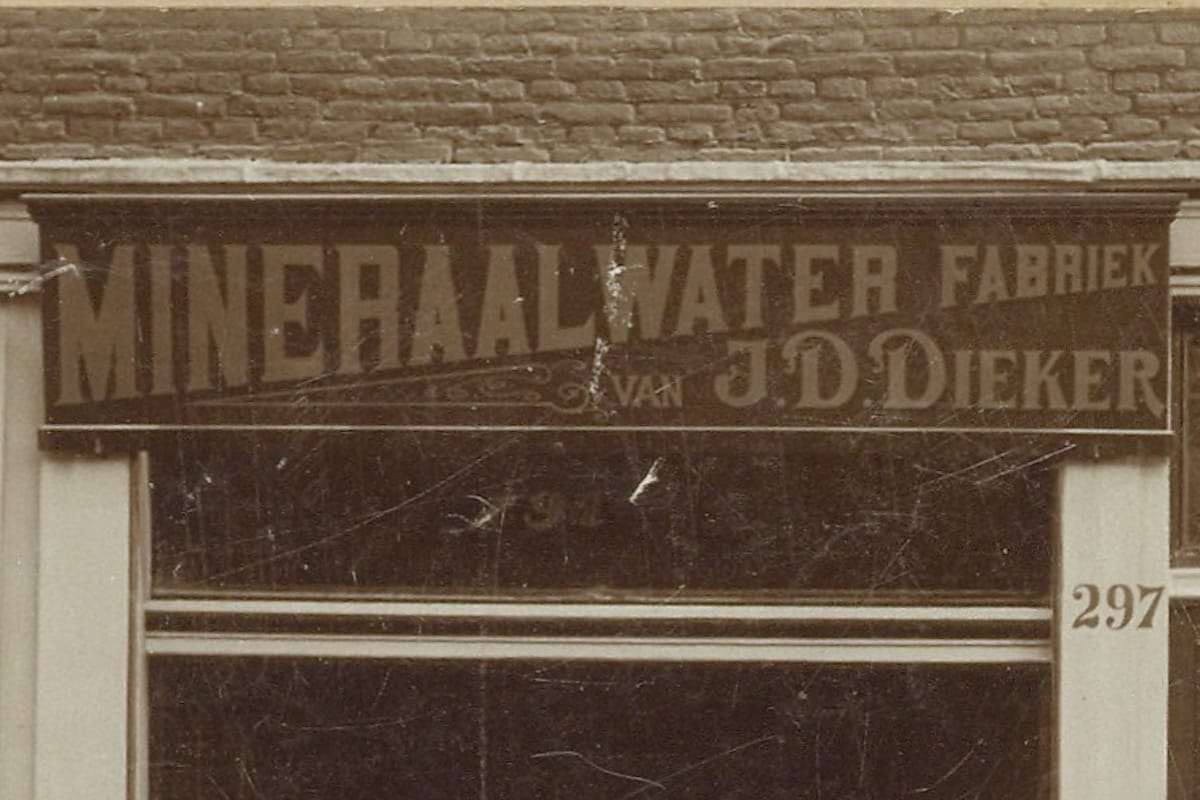 MINERAALWATER FABRIEK
VAN J.D. DIEKER
297